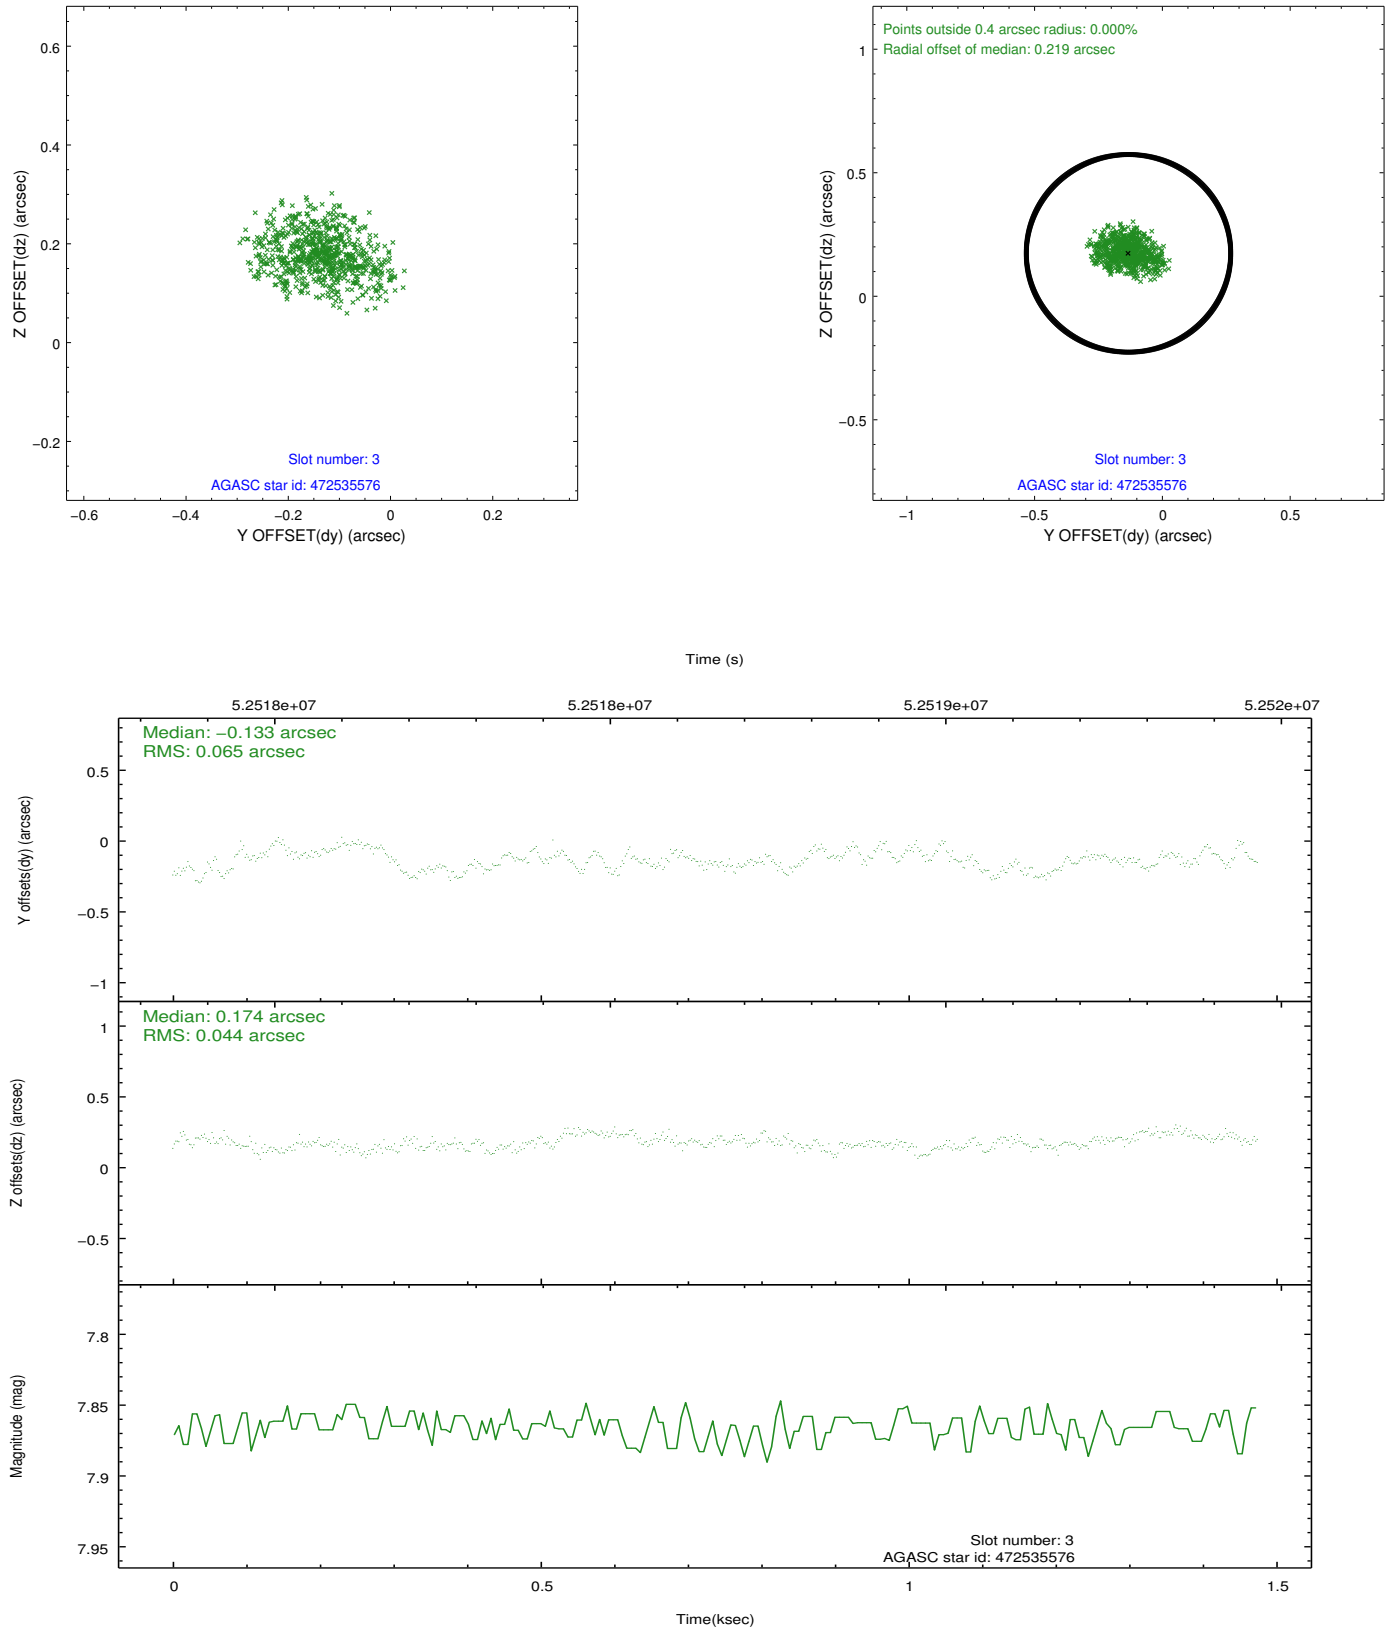 0.6
0.4
0.2
0
−0.2
Z OFFSET(dz) (arcsec)
Slot number: 3
AGASC star id: 472535576
−0.6
−0.4
−0.2
0
0.2
Y OFFSET(dy) (arcsec)
Points outside 0.4 arcsec radius: 0.000%
Radial offset of median: 0.219 arcsec
1
0.5
0
−0.5
Z OFFSET(dz) (arcsec)
Slot number: 3
AGASC star id: 472535576
−1
−0.5
0
0.5
Y OFFSET(dy) (arcsec)
Time (s)
5.2518e+07
5.2518e+07
5.2519e+07
5.252e+07
Median: −0.133 arcsec
RMS: 0.065 arcsec
0.5
0
−0.5
−1
Y offsets(dy) (arcsec)
Median: 0.174 arcsec
RMS: 0.044 arcsec
1
0.5
0
−0.5
Z offsets(dz) (arcsec)
7.8
7.85
7.9
7.95
Magnitude (mag)
Slot number: 3
AGASC star id: 472535576
0
0.5
1
1.5
Time(ksec)